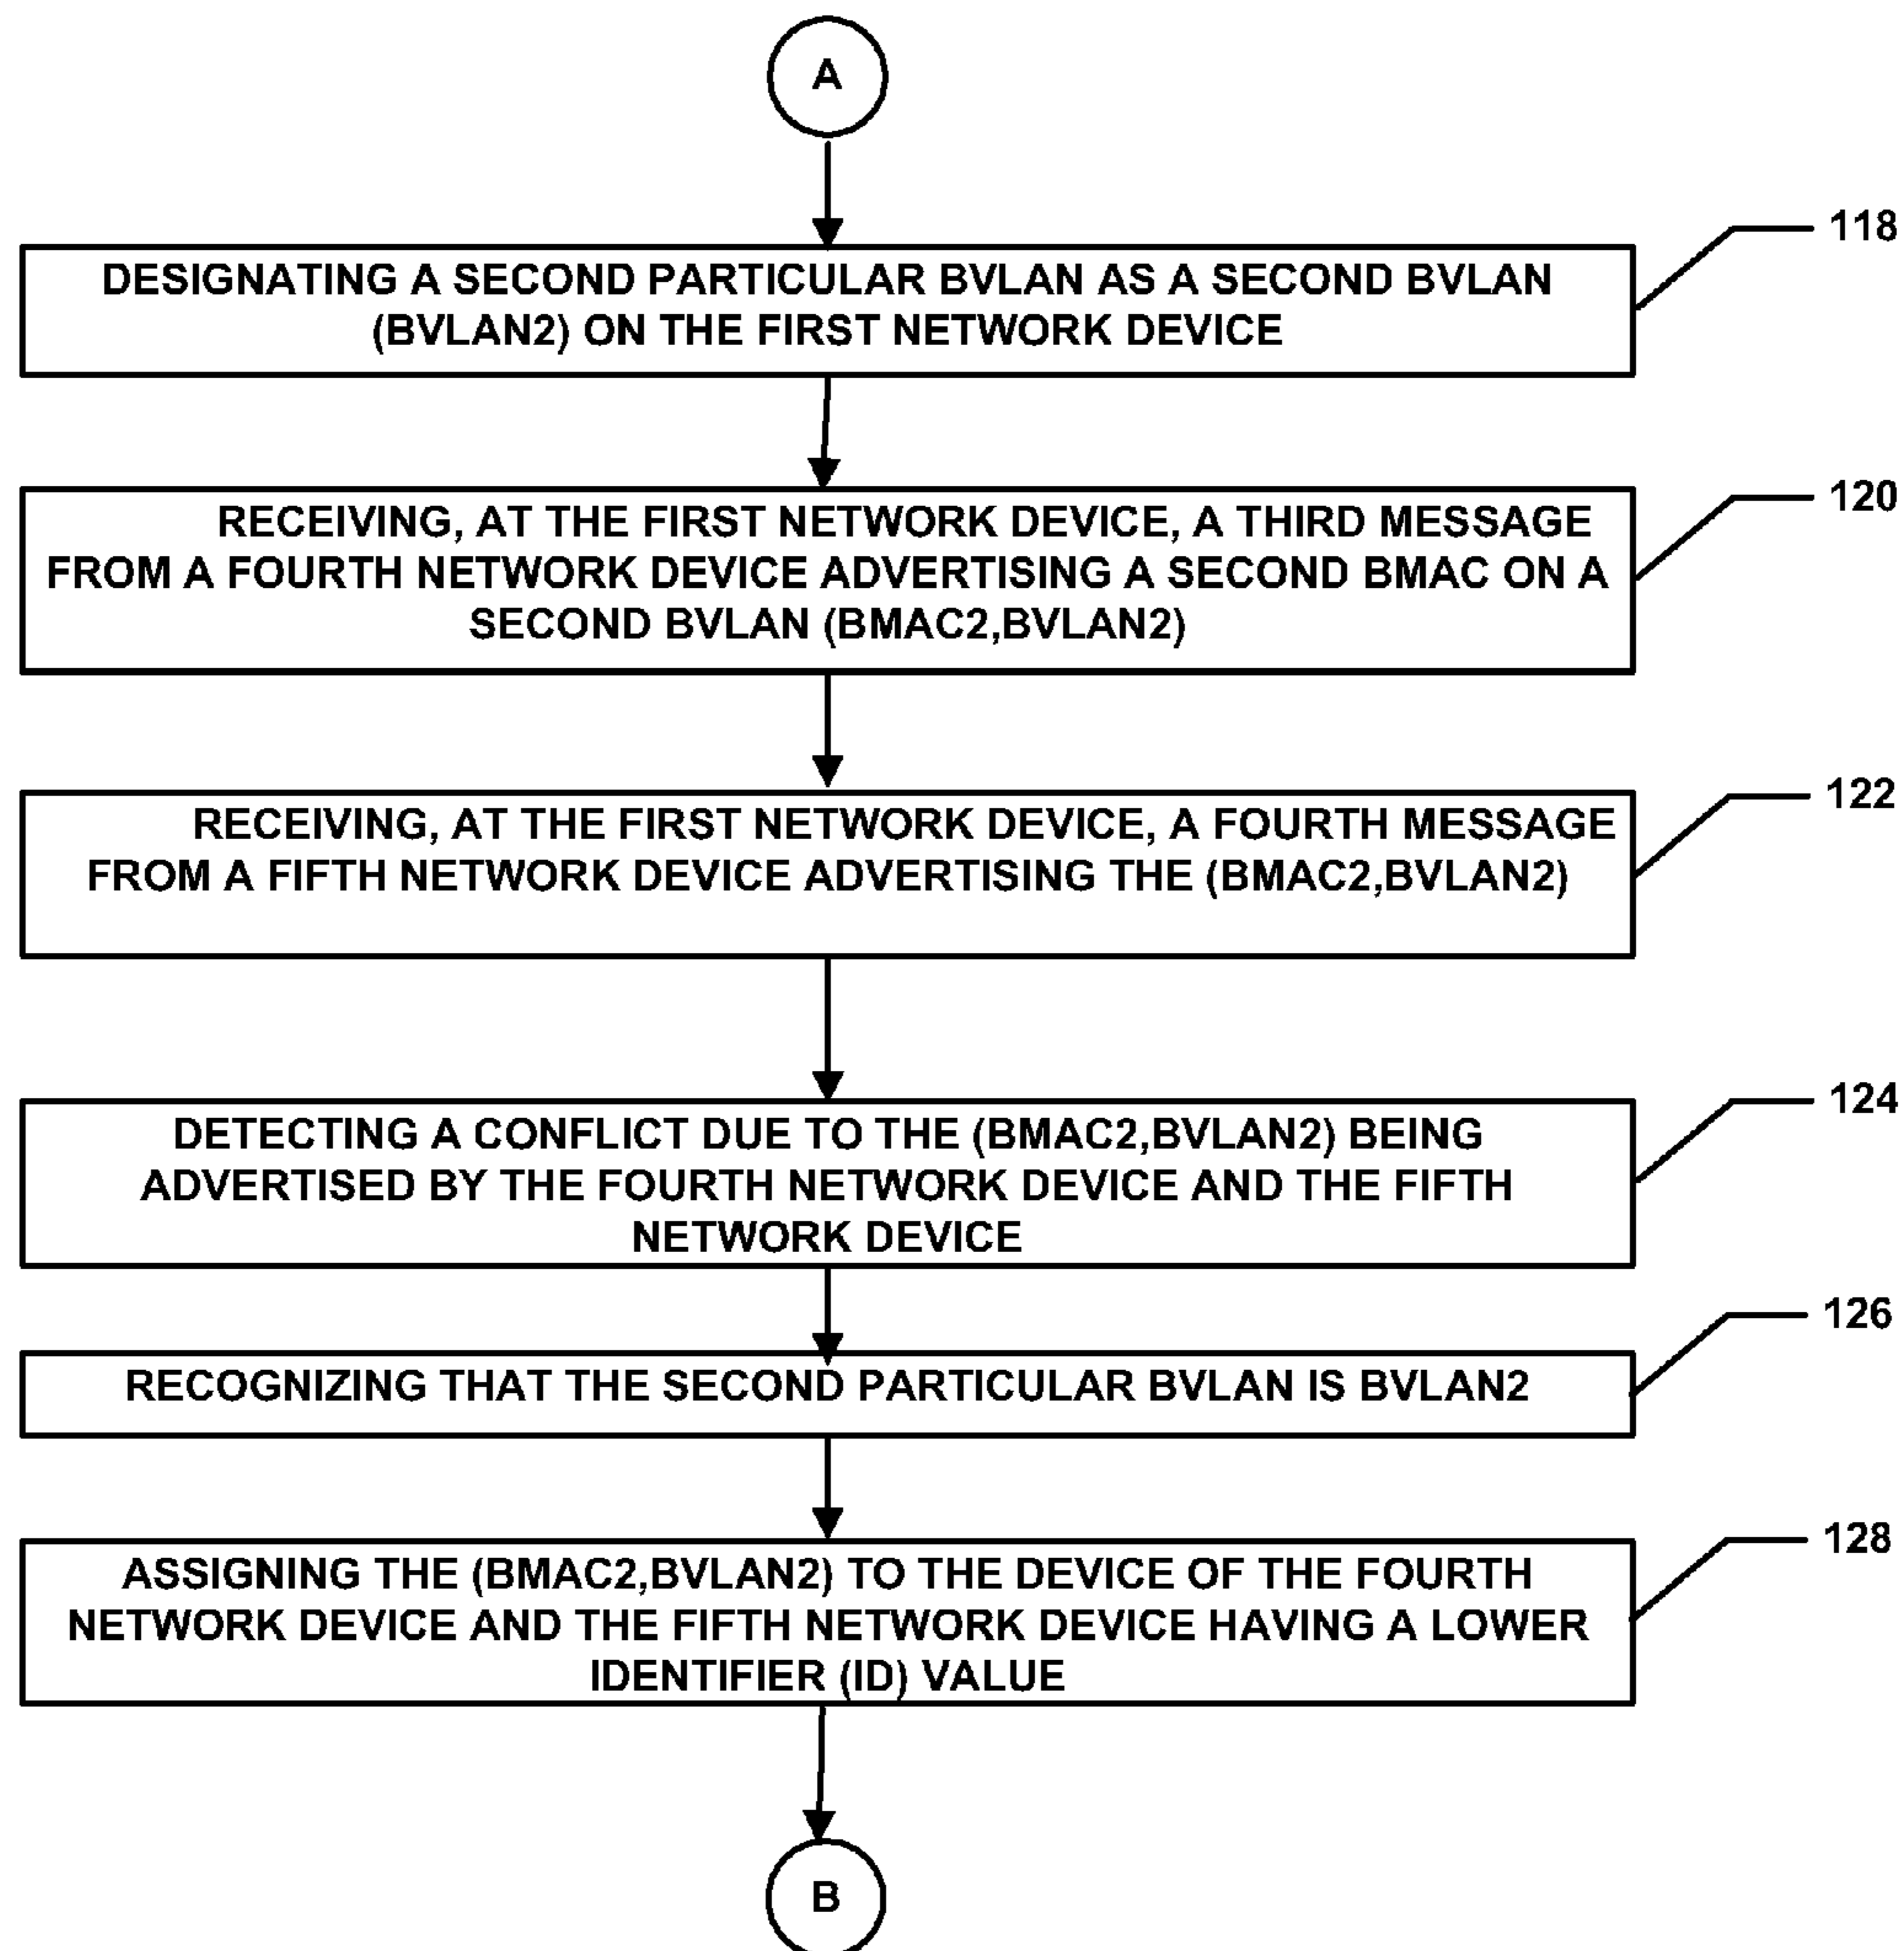 A
118
DESIGNATING A SECOND PARTICULAR BVLAN AS A SECOND BVLAN
(BVLAN2) ON THE FIRST NETWORK DEVICE
120
RECEIVING, AT THE FIRST NETWORK DEVICE, A THIRD MESSAGE
FROM A FOURTH NETWORK DEVICE ADVERTISING A SECOND BMAC ON A
SECOND BVLAN (BMAC2,BVLAN2)
122
RECEIVING, AT THE FIRST NETWORK DEVICE, A FOURTH MESSAGE
FROM A FIFTH NETWORK DEVICE ADVERTISING THE (BMAC2,BVLAN2)
124
DETECTING A CONFLICT DUE TO THE (BMAC2,BVLAN2) BEING
ADVERTISED BY THE FOURTH NETWORK DEVICE AND THE FIFTH
NETWORK DEVICE
126
RECOGNIZING THAT THE SECOND PARTICULAR BVLAN IS BVLAN2
128
ASSIGNING THE (BMAC2,BVLAN2) TO THE DEVICE OF THE FOURTH
NETWORK DEVICE AND THE FIFTH NETWORK DEVICE HAVING A LOWER
IDENTIFIER (ID) VALUE
B